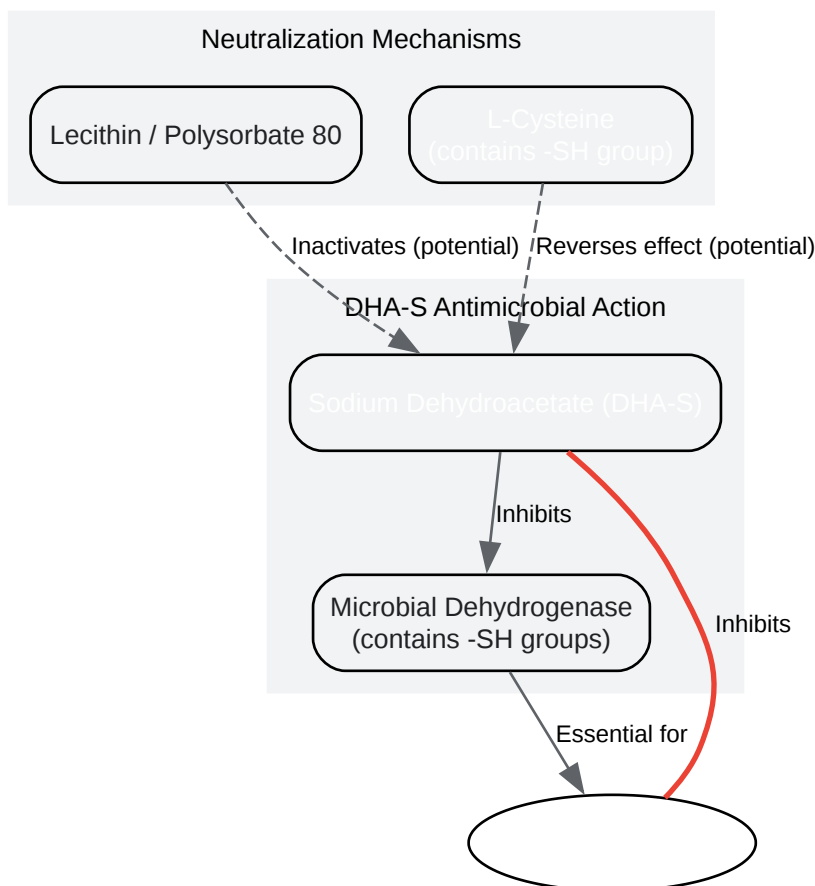 Neutralization Mechanisms
Lecithin / Polysorbate 80
L-Cysteine
(contains -SH group)
Inactivates (potential)
Reverses effect (potential)
DHA-S Antimicrobial Action
Sodium Dehydroacetate (DHA-S)
Inhibits
Microbial Dehydrogenase
(contains -SH groups)
Inhibits
Essential for